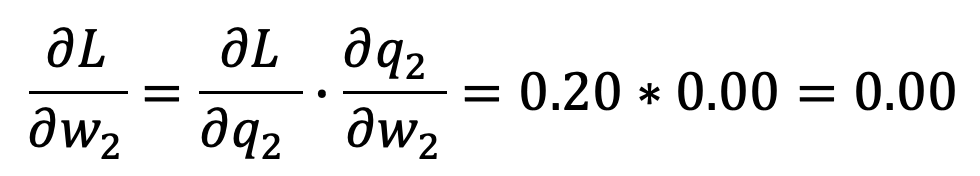 ∂L/∂w₂ = ∂L/∂q₂ · ∂q₂/∂w₂ = 0.20 * 0.00 = 0.00